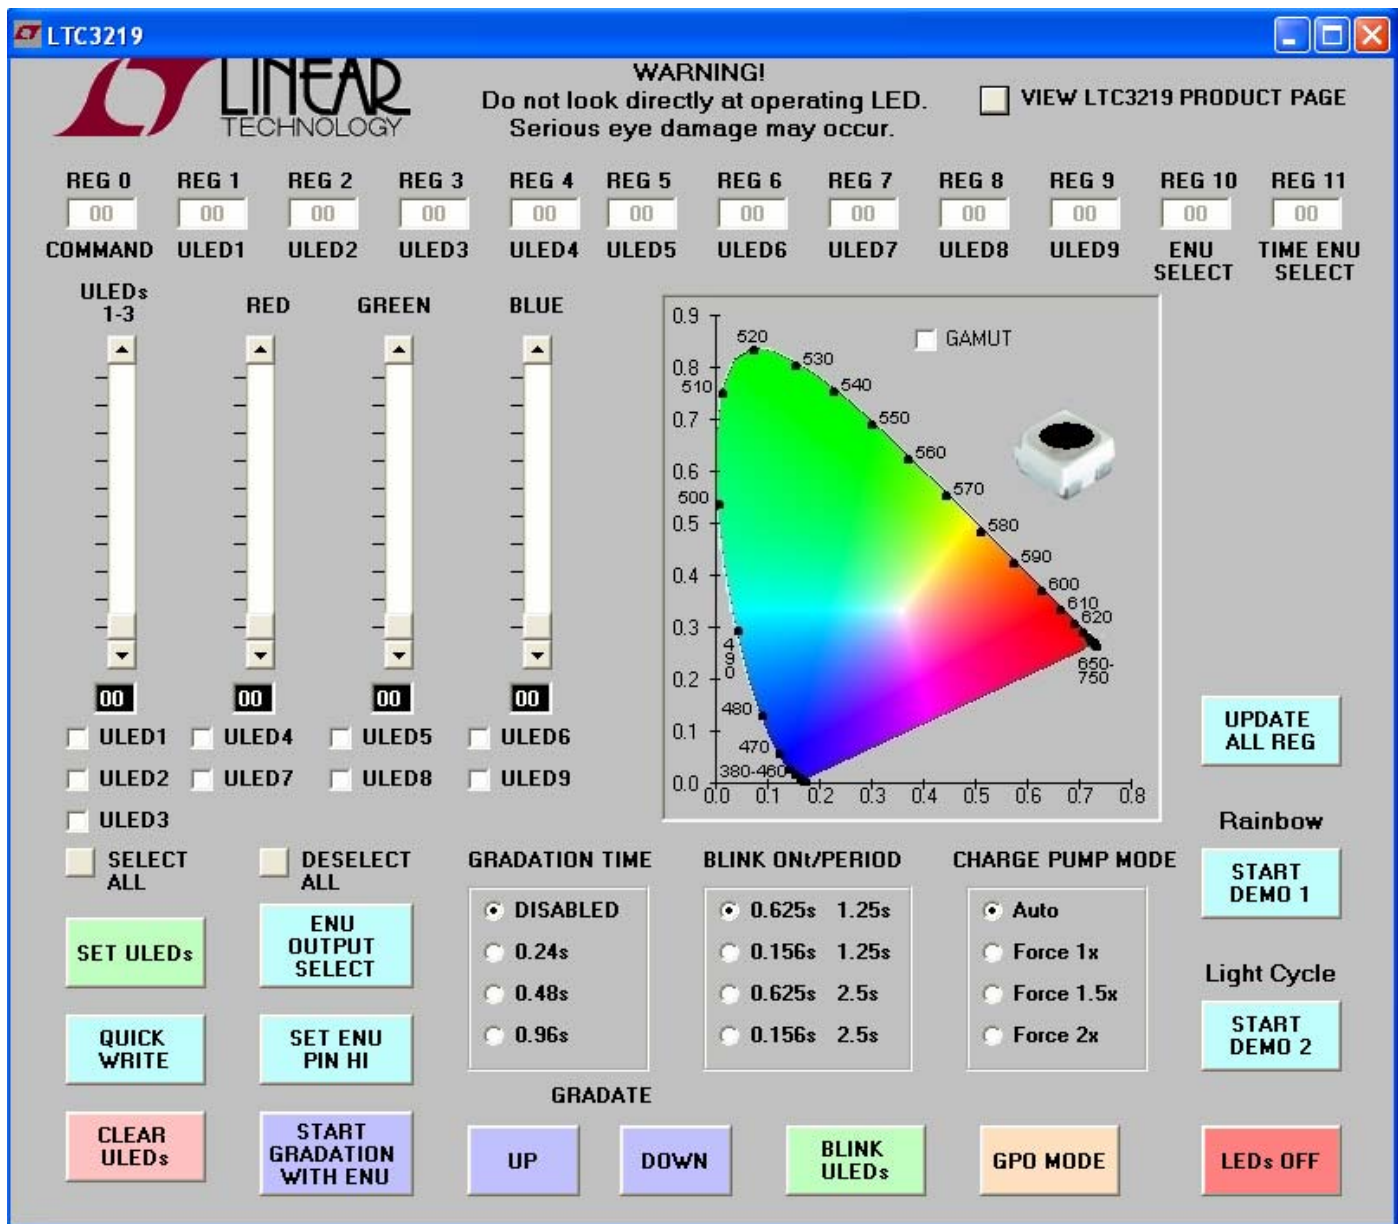 LTC3219
LINEAR
TECHNOLOGY
WARNING!
Do not look directly at operating LED.
Serious eye damage may occur.
VIEW LTC3219 PRODUCT PAGE
REG 0 REG 1 REG 2 REG 3 REG 4 REG 5 REG 6 REG 7 REG 8 REG 9 REG 10 REG 11
00 00 00 00 00 00 00 00 00 00 00 00
COMMAND ULED1 ULED2 ULED3 ULED4 ULED5 ULED6 ULED7 ULED8 ULED9 ENU SELECT TIME ENU SELECT
ULEDs 1-3 RED GREEN BLUE
00 00 00 00
ULED1 ULED4 ULED5 ULED6
ULED2 ULED7 ULED8 ULED9
ULED3
SELECT ALL
DESELECT ALL
GAMUT
0.9
0.8
0.7
0.6
0.5
0.4
0.3
0.2
0.1
0.0
520
530
510
540
550
560
570
500
580
590
600
610
620
490
650-750
480
470
380-460
0.0 0.1 0.2 0.3 0.4 0.5 0.6 0.7 0.8
UPDATE ALL REG
Rainbow
START DEMO 1
Light Cycle
START DEMO 2
SET ULEDs
ENU OUTPUT SELECT
QUICK WRITE
SET ENU PIN HI
CLEAR ULEDs
START GRADATION WITH ENU
GRADATION TIME
DISABLED
0.24s
0.48s
0.96s
BLINK ONt/PERIOD
0.625s 1.25s
0.156s 1.25s
0.625s 2.5s
0.156s 2.5s
CHARGE PUMP MODE
Auto
Force 1x
Force 1.5x
Force 2x
GRADATE
UP
DOWN
BLINK ULEDs
GPO MODE
LEDs OFF